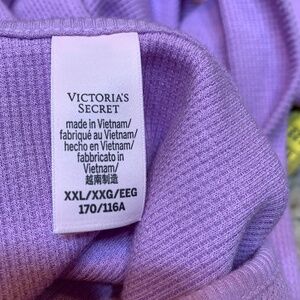 VICTORIA'S
SECRET
made in Vietnam/
fabriqué au Vietnam/
hecho en Vietnam/
fabbricato in
Vietnam/
越南制造
XXL/XXG/EEG
170/116A